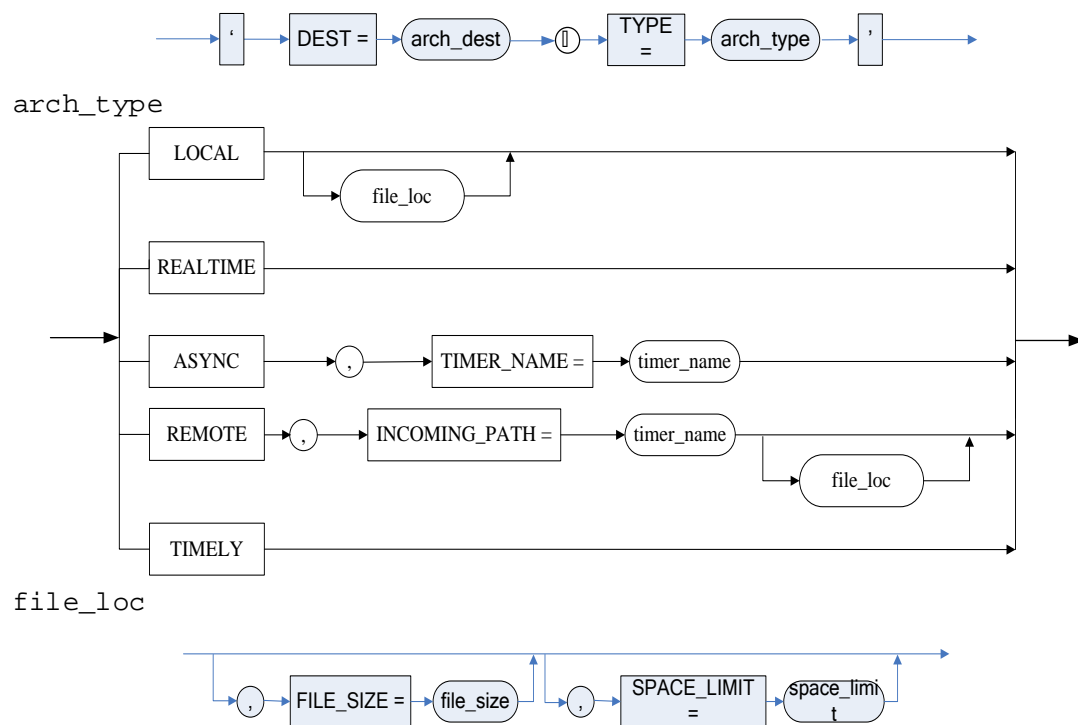 ‘ DEST = arch_dest TYPE = arch_type ’
arch_type
LOCAL
file_loc
REALTIME
ASYNC , TIMER_NAME = timer_name
REMOTE , INCOMING_PATH = timer_name
file_loc
TIMELY
file_loc
, FILE_SIZE = file_size , SPACE_LIMIT = space_limit